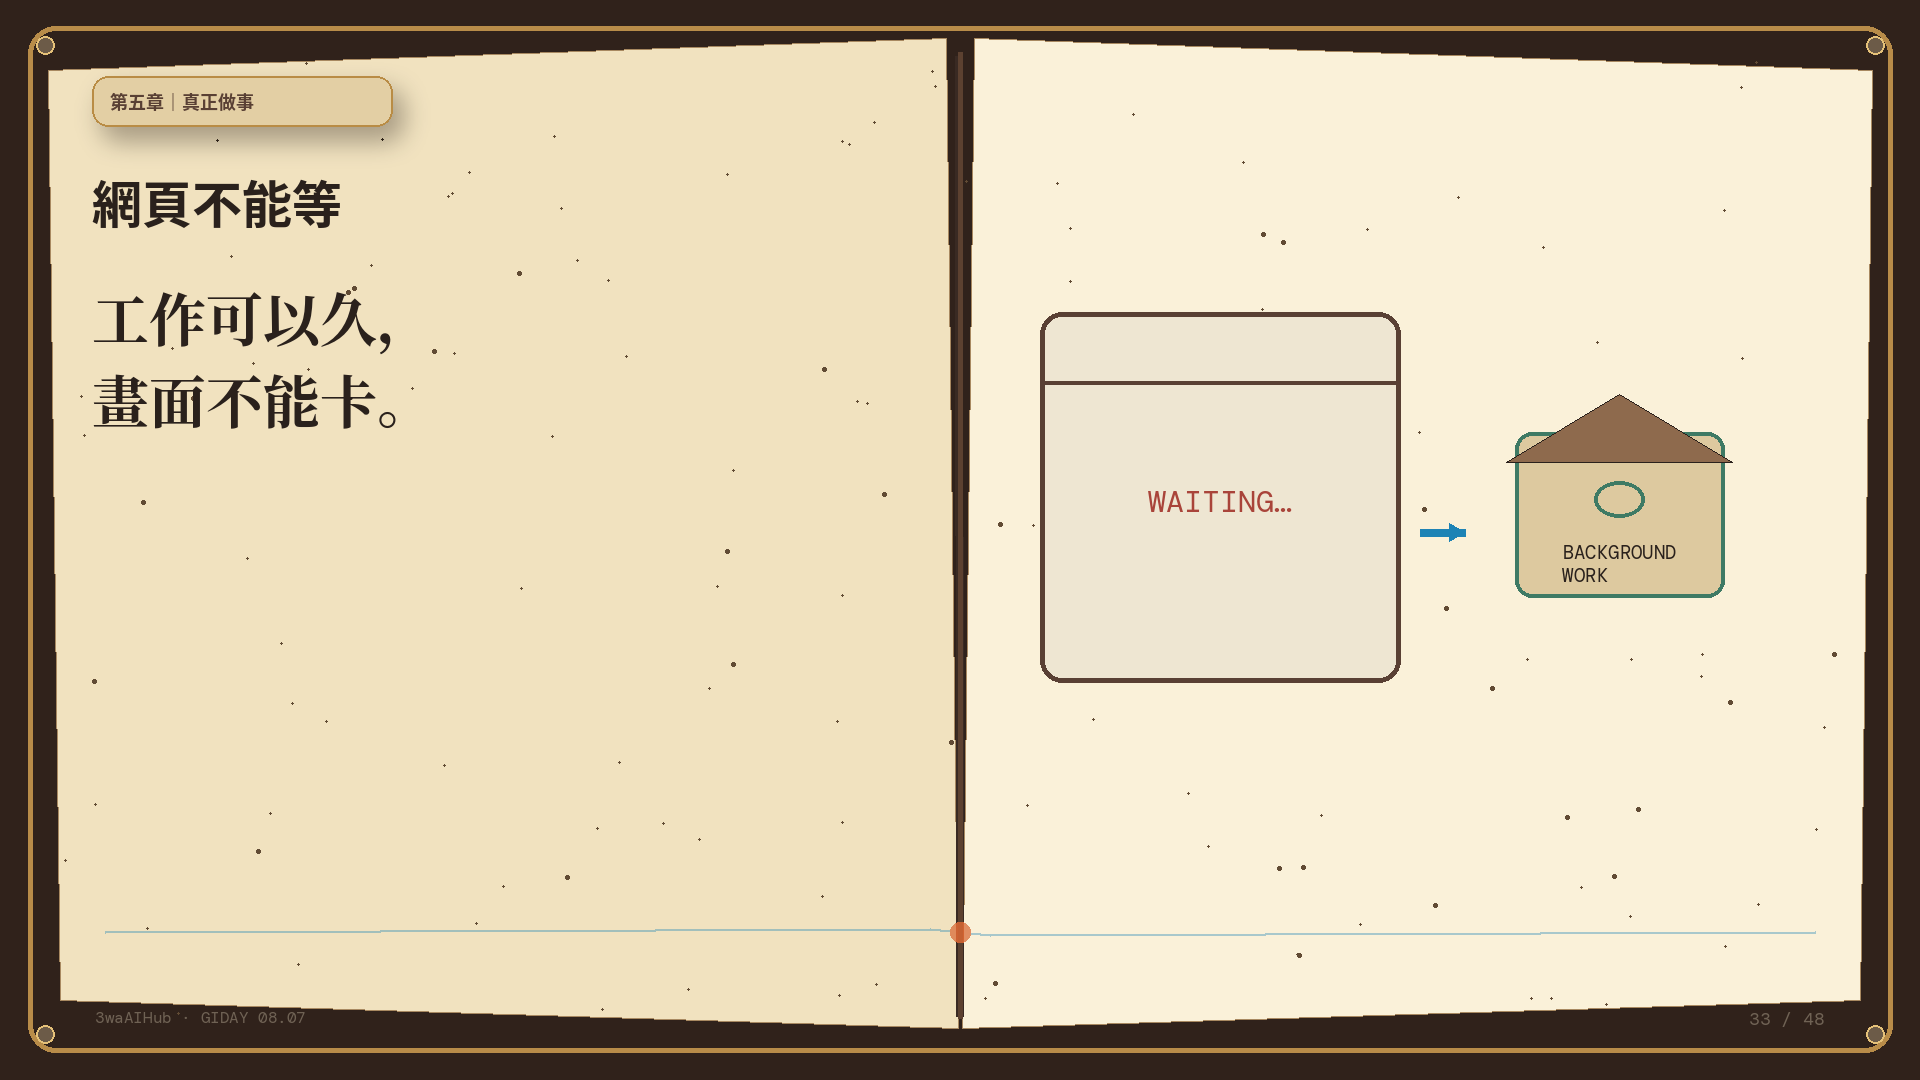 第五章｜真正做事
網頁不能等
工作可以久，
畫面不能卡。
WAITING…
BACKGROUND
WORK
3waAIHub · GIDAY 08.07
33 / 48